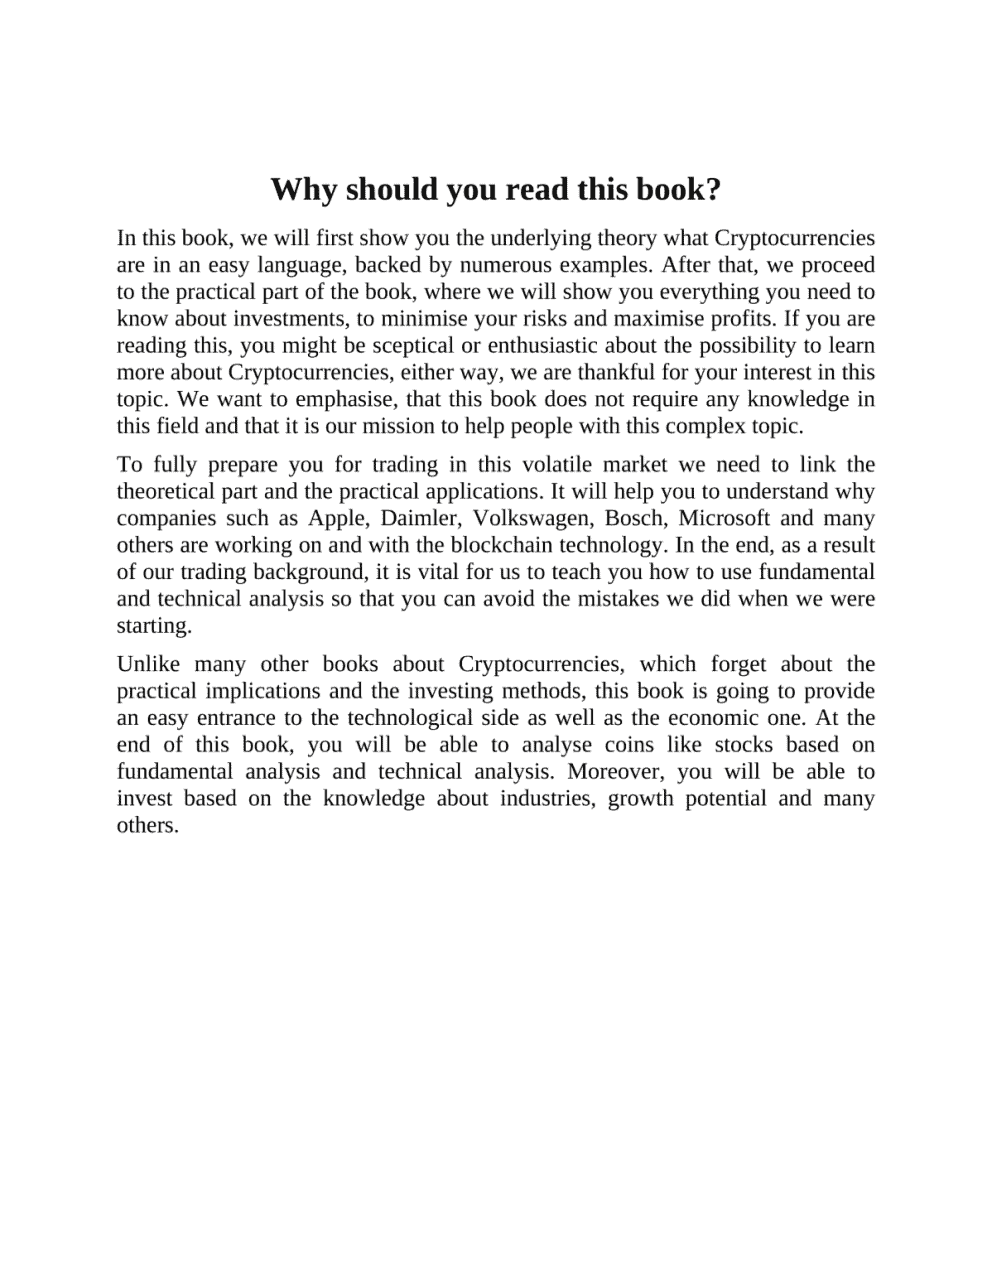 Why should you read this book?
In this book, we will first show you the underlying theory what Cryptocurrencies
are in an easy language, backed by numerous examples. After that, we proceed
to the practical part of the book, where we will show you everything you need to
know about investments, to minimise your risks and maximise profits. If you are
reading this, you might be sceptical or enthusiastic about the possibility to learn
more about Cryptocurrencies, either way, we are thankful for your interest in this
topic. We want to emphasise, that this book does not require any knowledge in
this field and that it is our mission to help people with this complex topic.
To fully prepare you for trading in this volatile market we need to link the
theoretical part and the practical applications. It will help you to understand why
companies such as Apple, Daimler, Volkswagen, Bosch, Microsoft and many
others are working on and with the blockchain technology. In the end, as a result
of our trading background, it is vital for us to teach you how to use fundamental
and technical analysis so that you can avoid the mistakes we did when we were
starting.
Unlike many other books about Cryptocurrencies, which forget about the
practical implications and the investing methods, this book is going to provide
an easy entrance to the technological side as well as the economic one. At the
end of this book, you will be able to analyse coins like stocks based on
fundamental analysis and technical analysis. Moreover, you will be able to
invest based on the knowledge about industries, growth potential and many
others.